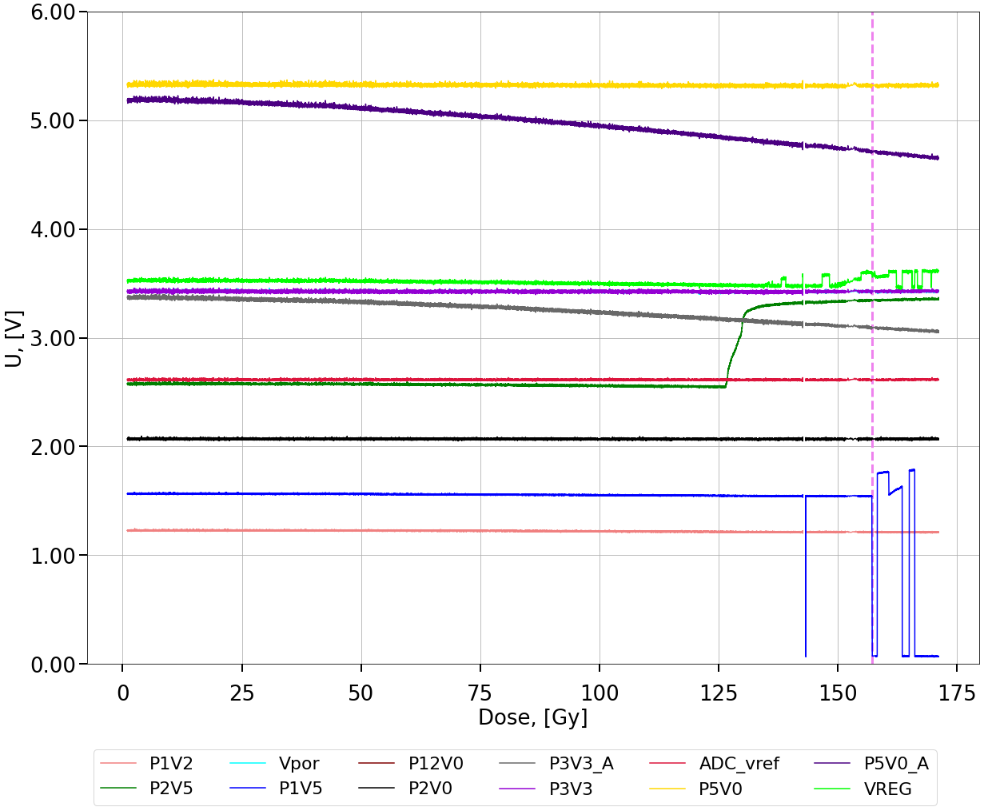 6.00
5.00
4.00
3.00
2.00
1.00
0.00
U, [V]
0 25 50 75 100 125 150 175
Dose, [Gy]
P1V2 Vpor P12V0 P3V3_A ADC_vref P5V0_A
P2V5 P1V5 P2V0 P3V3 P5V0 VREG